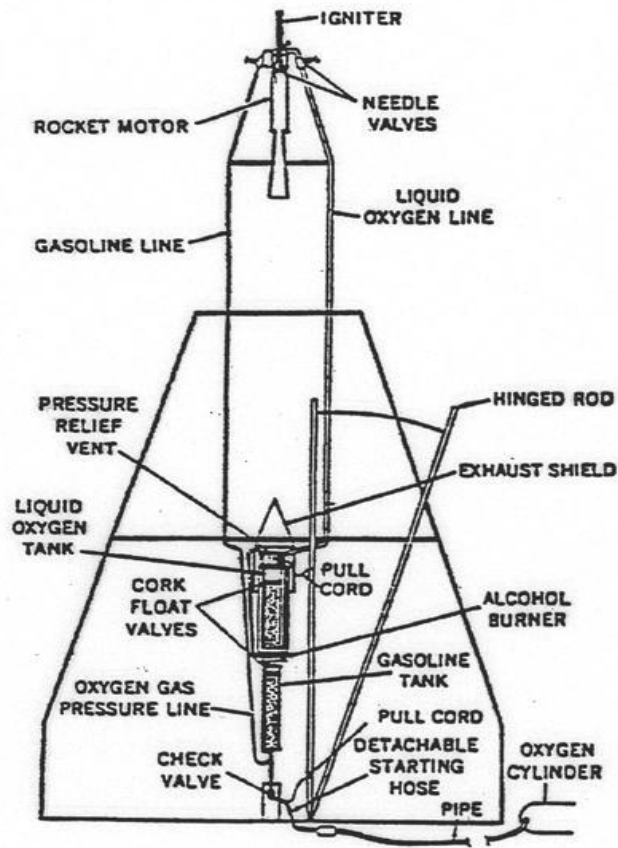 IGNITER
ROCKET MOTOR
NEEDLE
VALVES
LIQUID
OXYGEN LINE
GASOLINE LINE
PRESSURE
RELIEF
VENT
HINGED ROD
EXHAUST SHIELD
LIQUID
OXYGEN
TANK
PULL
CORD
CORK
FLOAT
VALVES
ALCOHOL
BURNER
GASOLINE
TANK
OXYGEN GAS
PRESSURE LINE
PULL CORD
CHECK
VALVE
DETACHABLE
STARTING
HOSE
OXYGEN
CYLINDER
PIPE